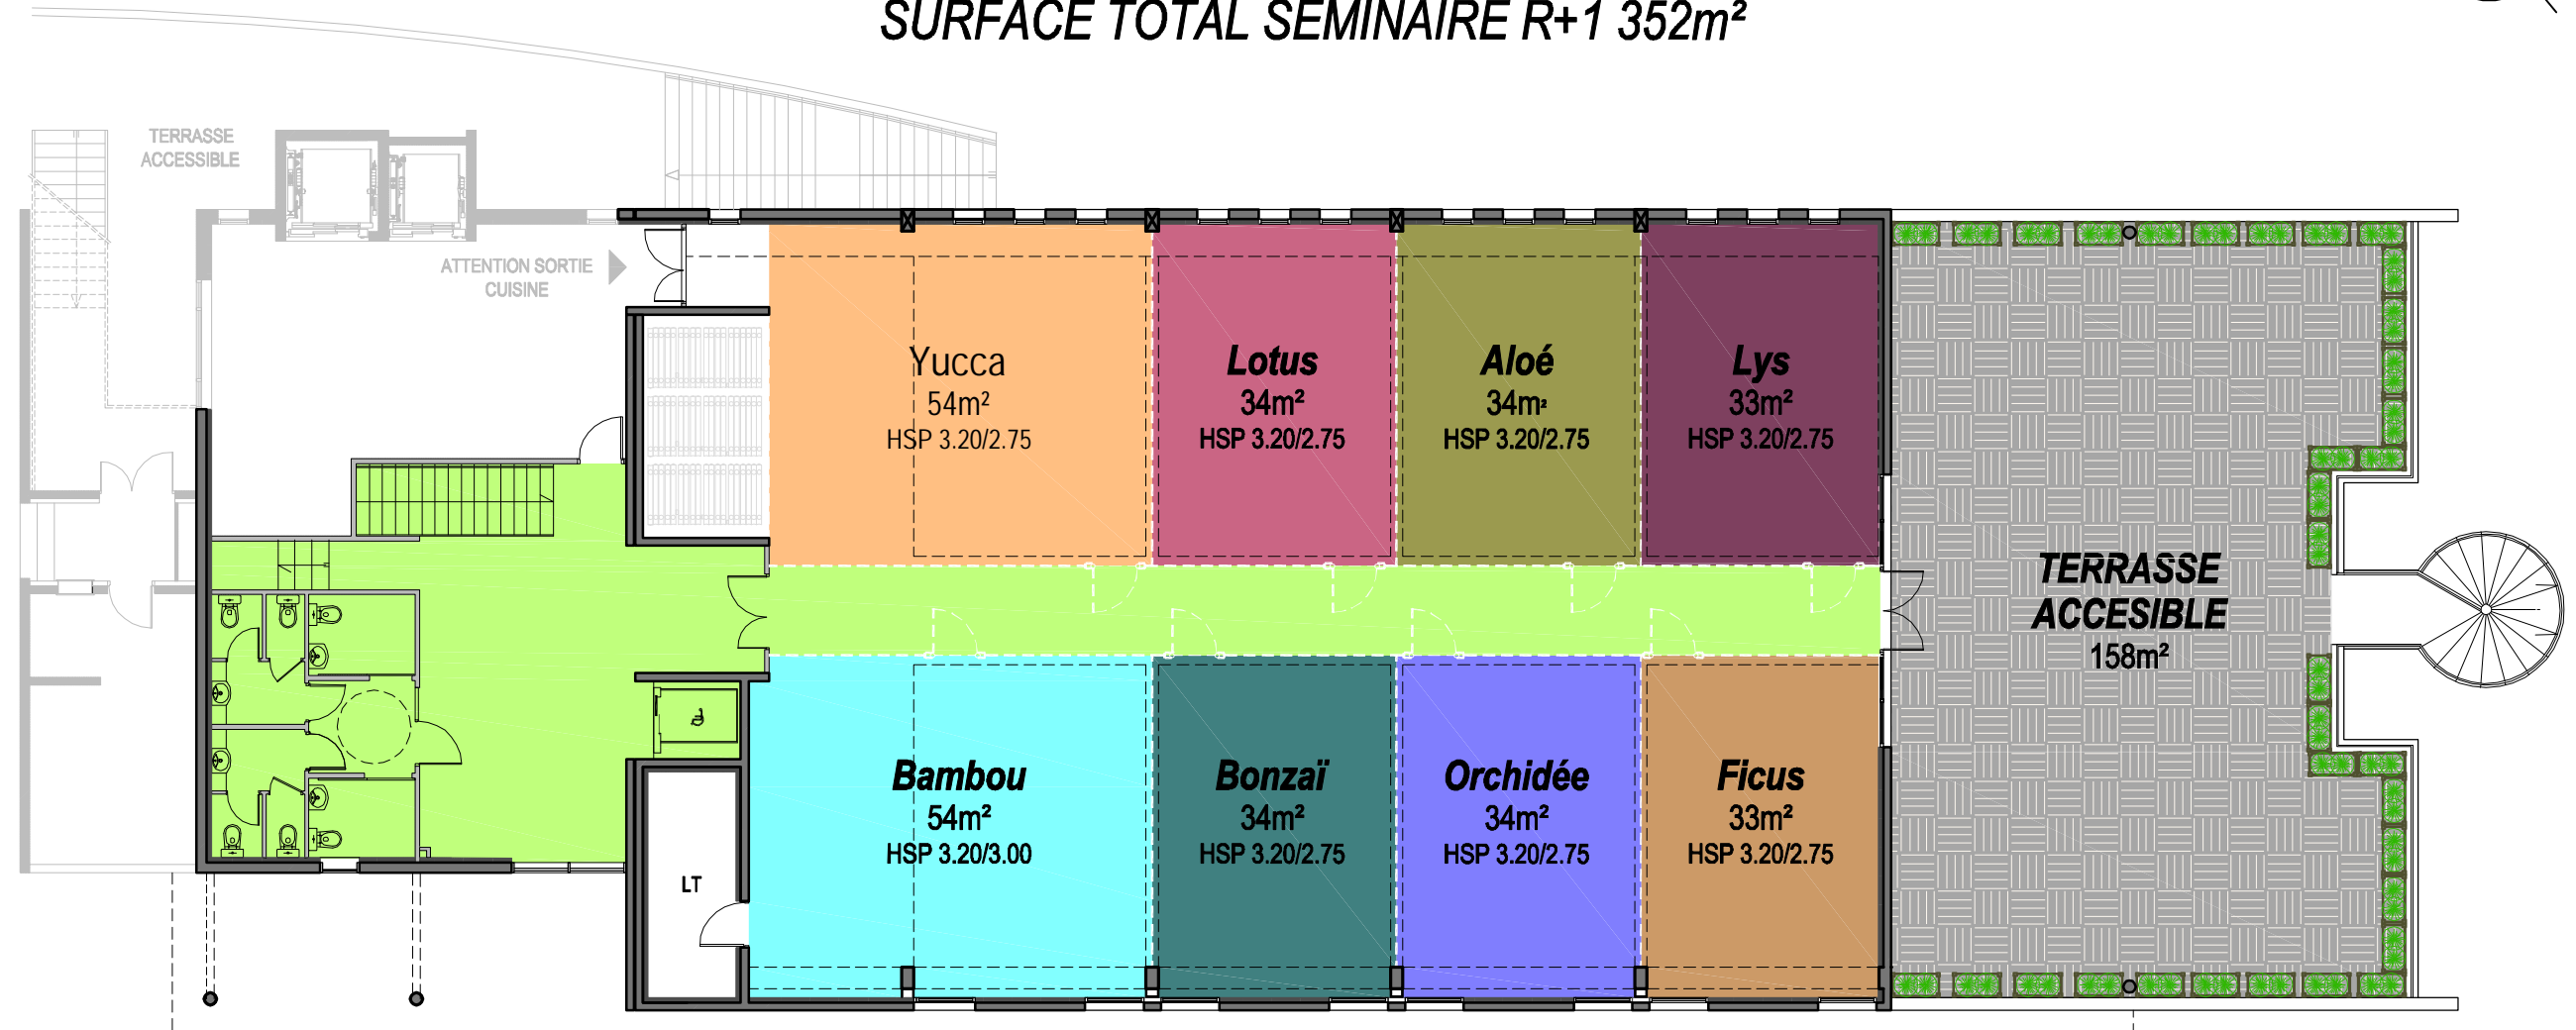 SURFACE TOTAL SEMINAIRE R+1 352m²
TERRASSE
ACCESSIBLE
ATTENTION SORTIE
CUISINE
Yucca
54m²
HSP 3.20/2.75
Lotus
34m²
HSP 3.20/2.75
Aloé
34m²
HSP 3.20/2.75
Lys
33m²
HSP 3.20/2.75
TERRASSE
ACCESIBLE
158m²
Bambou
54m²
HSP 3.20/3.00
Bonzaï
34m²
HSP 3.20/2.75
Orchidée
34m²
HSP 3.20/2.75
Ficus
33m²
HSP 3.20/2.75
LT